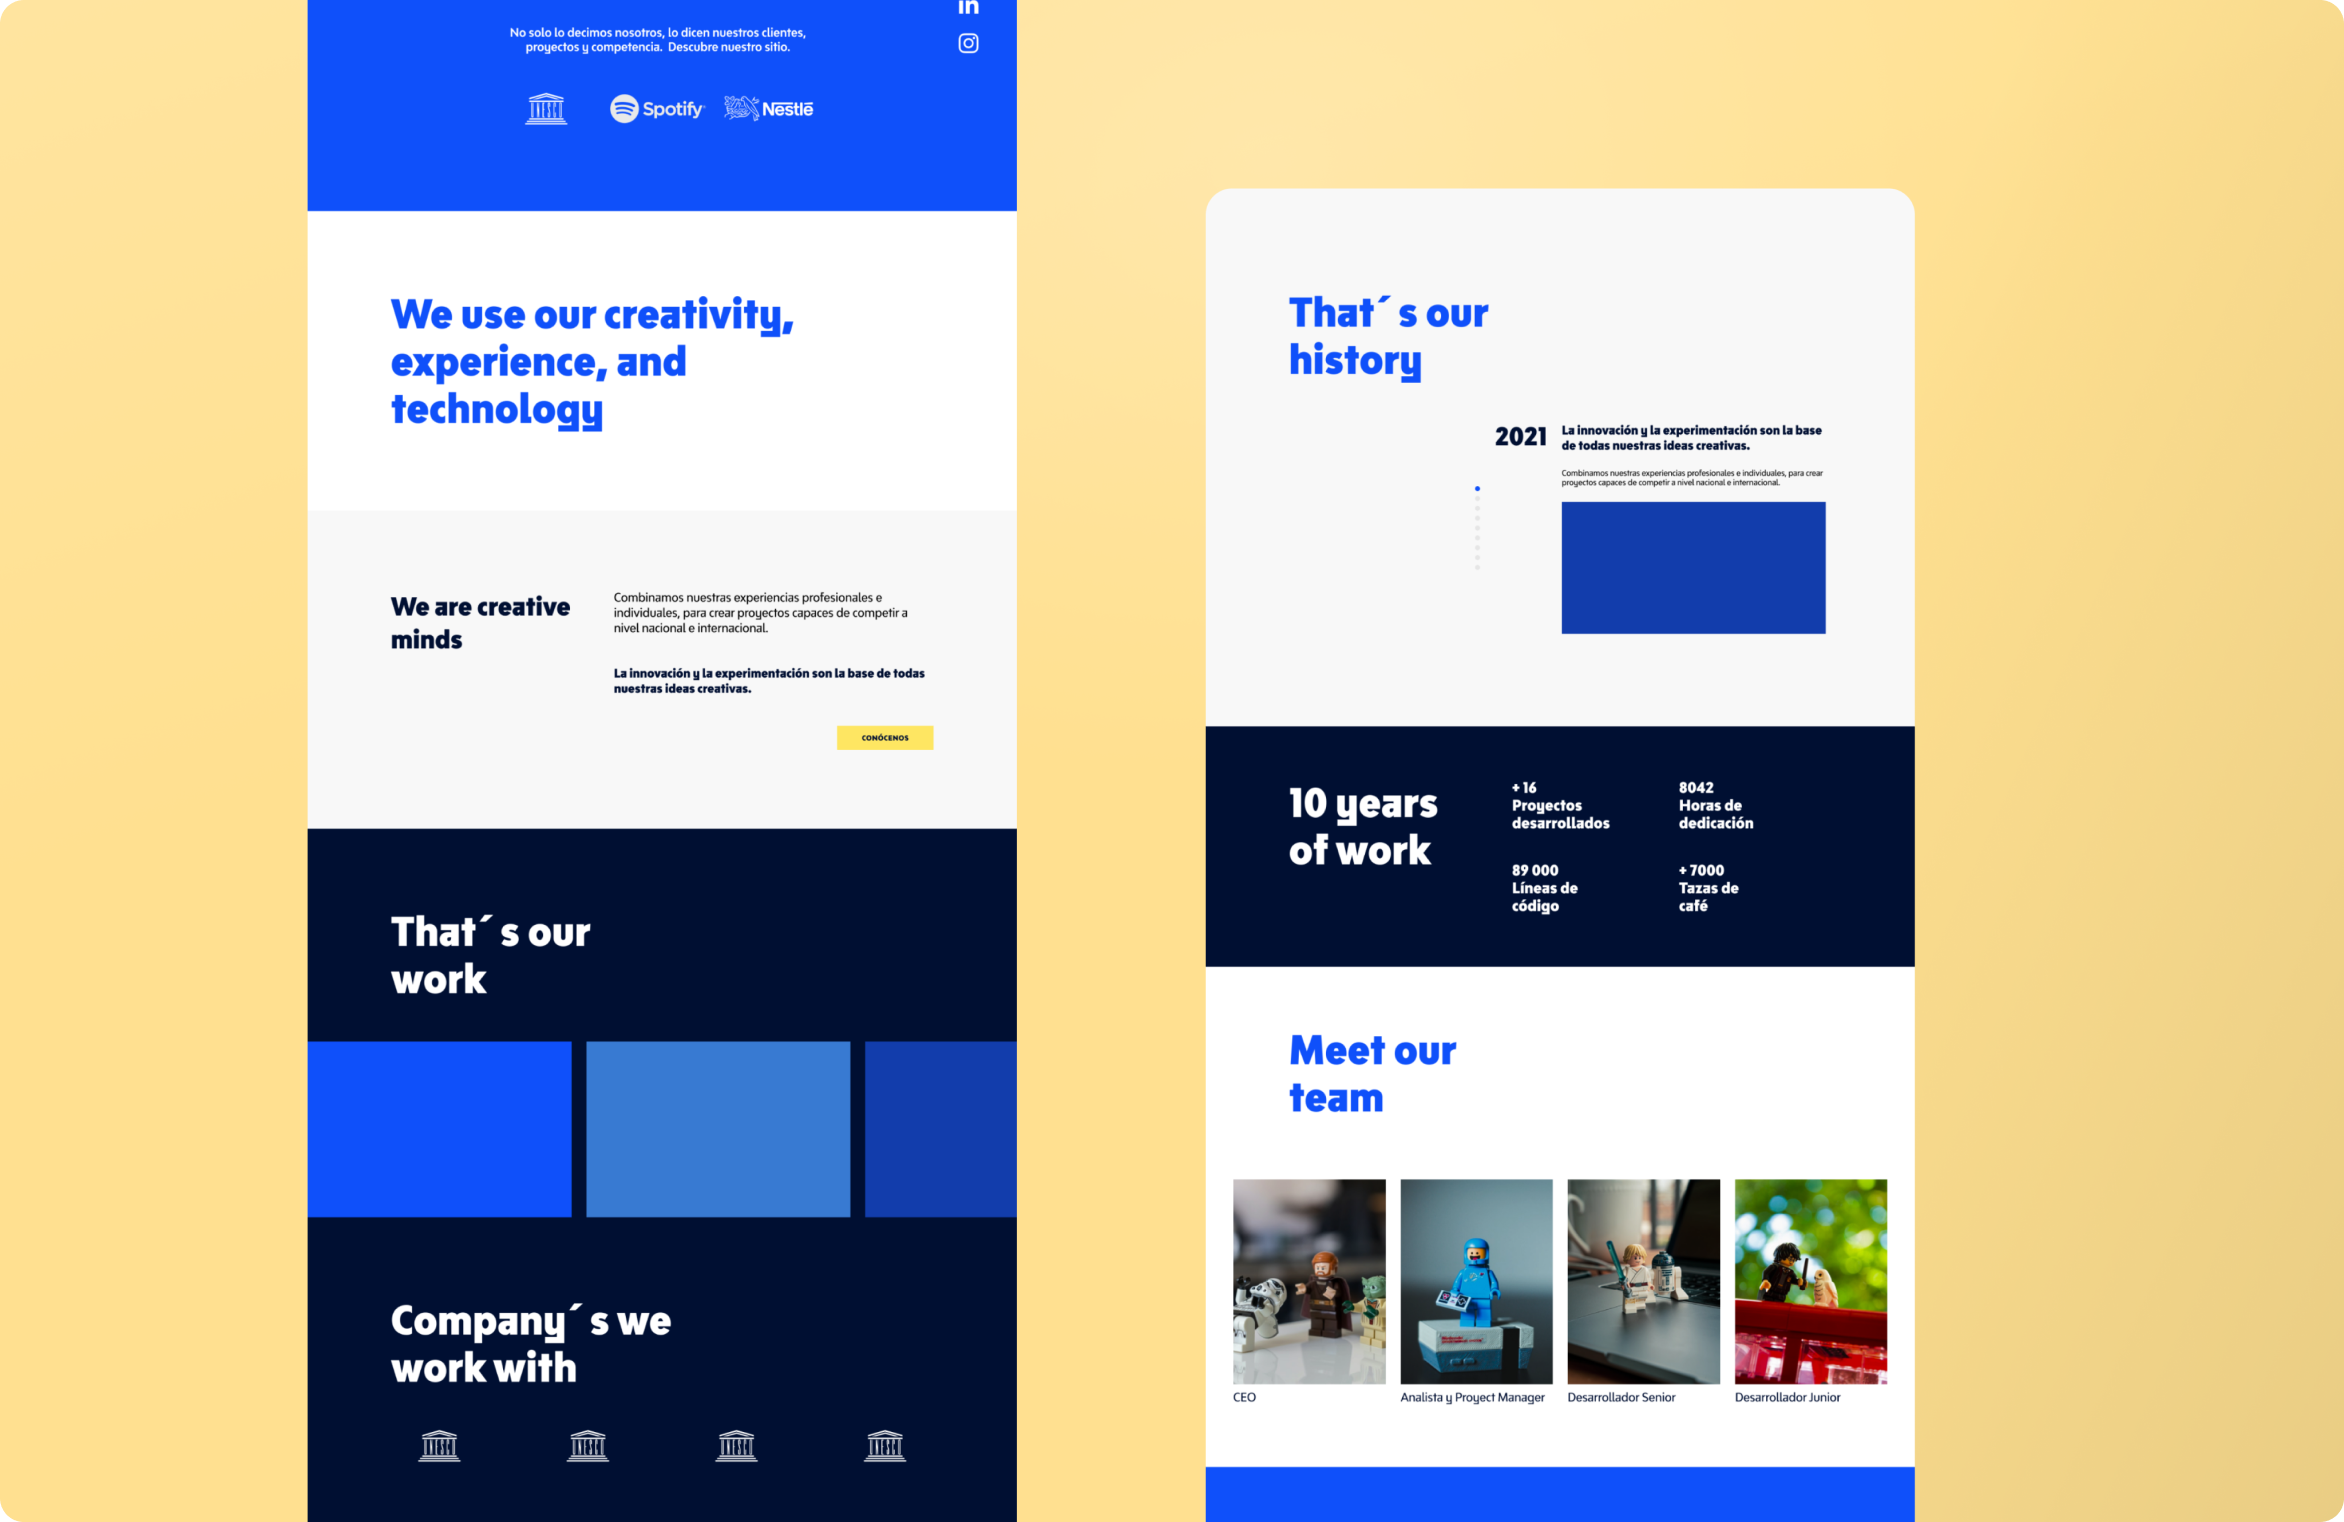 in
No solo lo decimos nosotros, lo dicen nuestros clientes,
proyectos y competencia. Descubre nuestro sitio.
UNESCO
Spotify
Nestlé
We use our creativity,
experience, and
technology
We are creative
minds
Combinamos nuestras experiencias profesionales e
individuales, para crear proyectos capaces de competir a
nivel nacional e internacional.
La innovación y la experimentación son la base de todas
nuestras ideas creativas.
CONÓCENOS
That´s our
work
Company´s we
work with
UNESCO
UNESCO
UNESCO
UNESCO
That´s our
history
2021
La innovación y la experimentación son la base
de todas nuestras ideas creativas.
Combinamos nuestras experiencias profesionales e individuales, para crear
proyectos capaces de competir a nivel nacional e internacional.
10 years
of work
+ 16
Proyectos
desarrollados
8042
Horas de
dedicación
89 000
Líneas de
código
+ 7000
Tazas de
café
Meet our
team
CEO
Analista y Proyect Manager
Desarrollador Senior
Desarrollador Junior